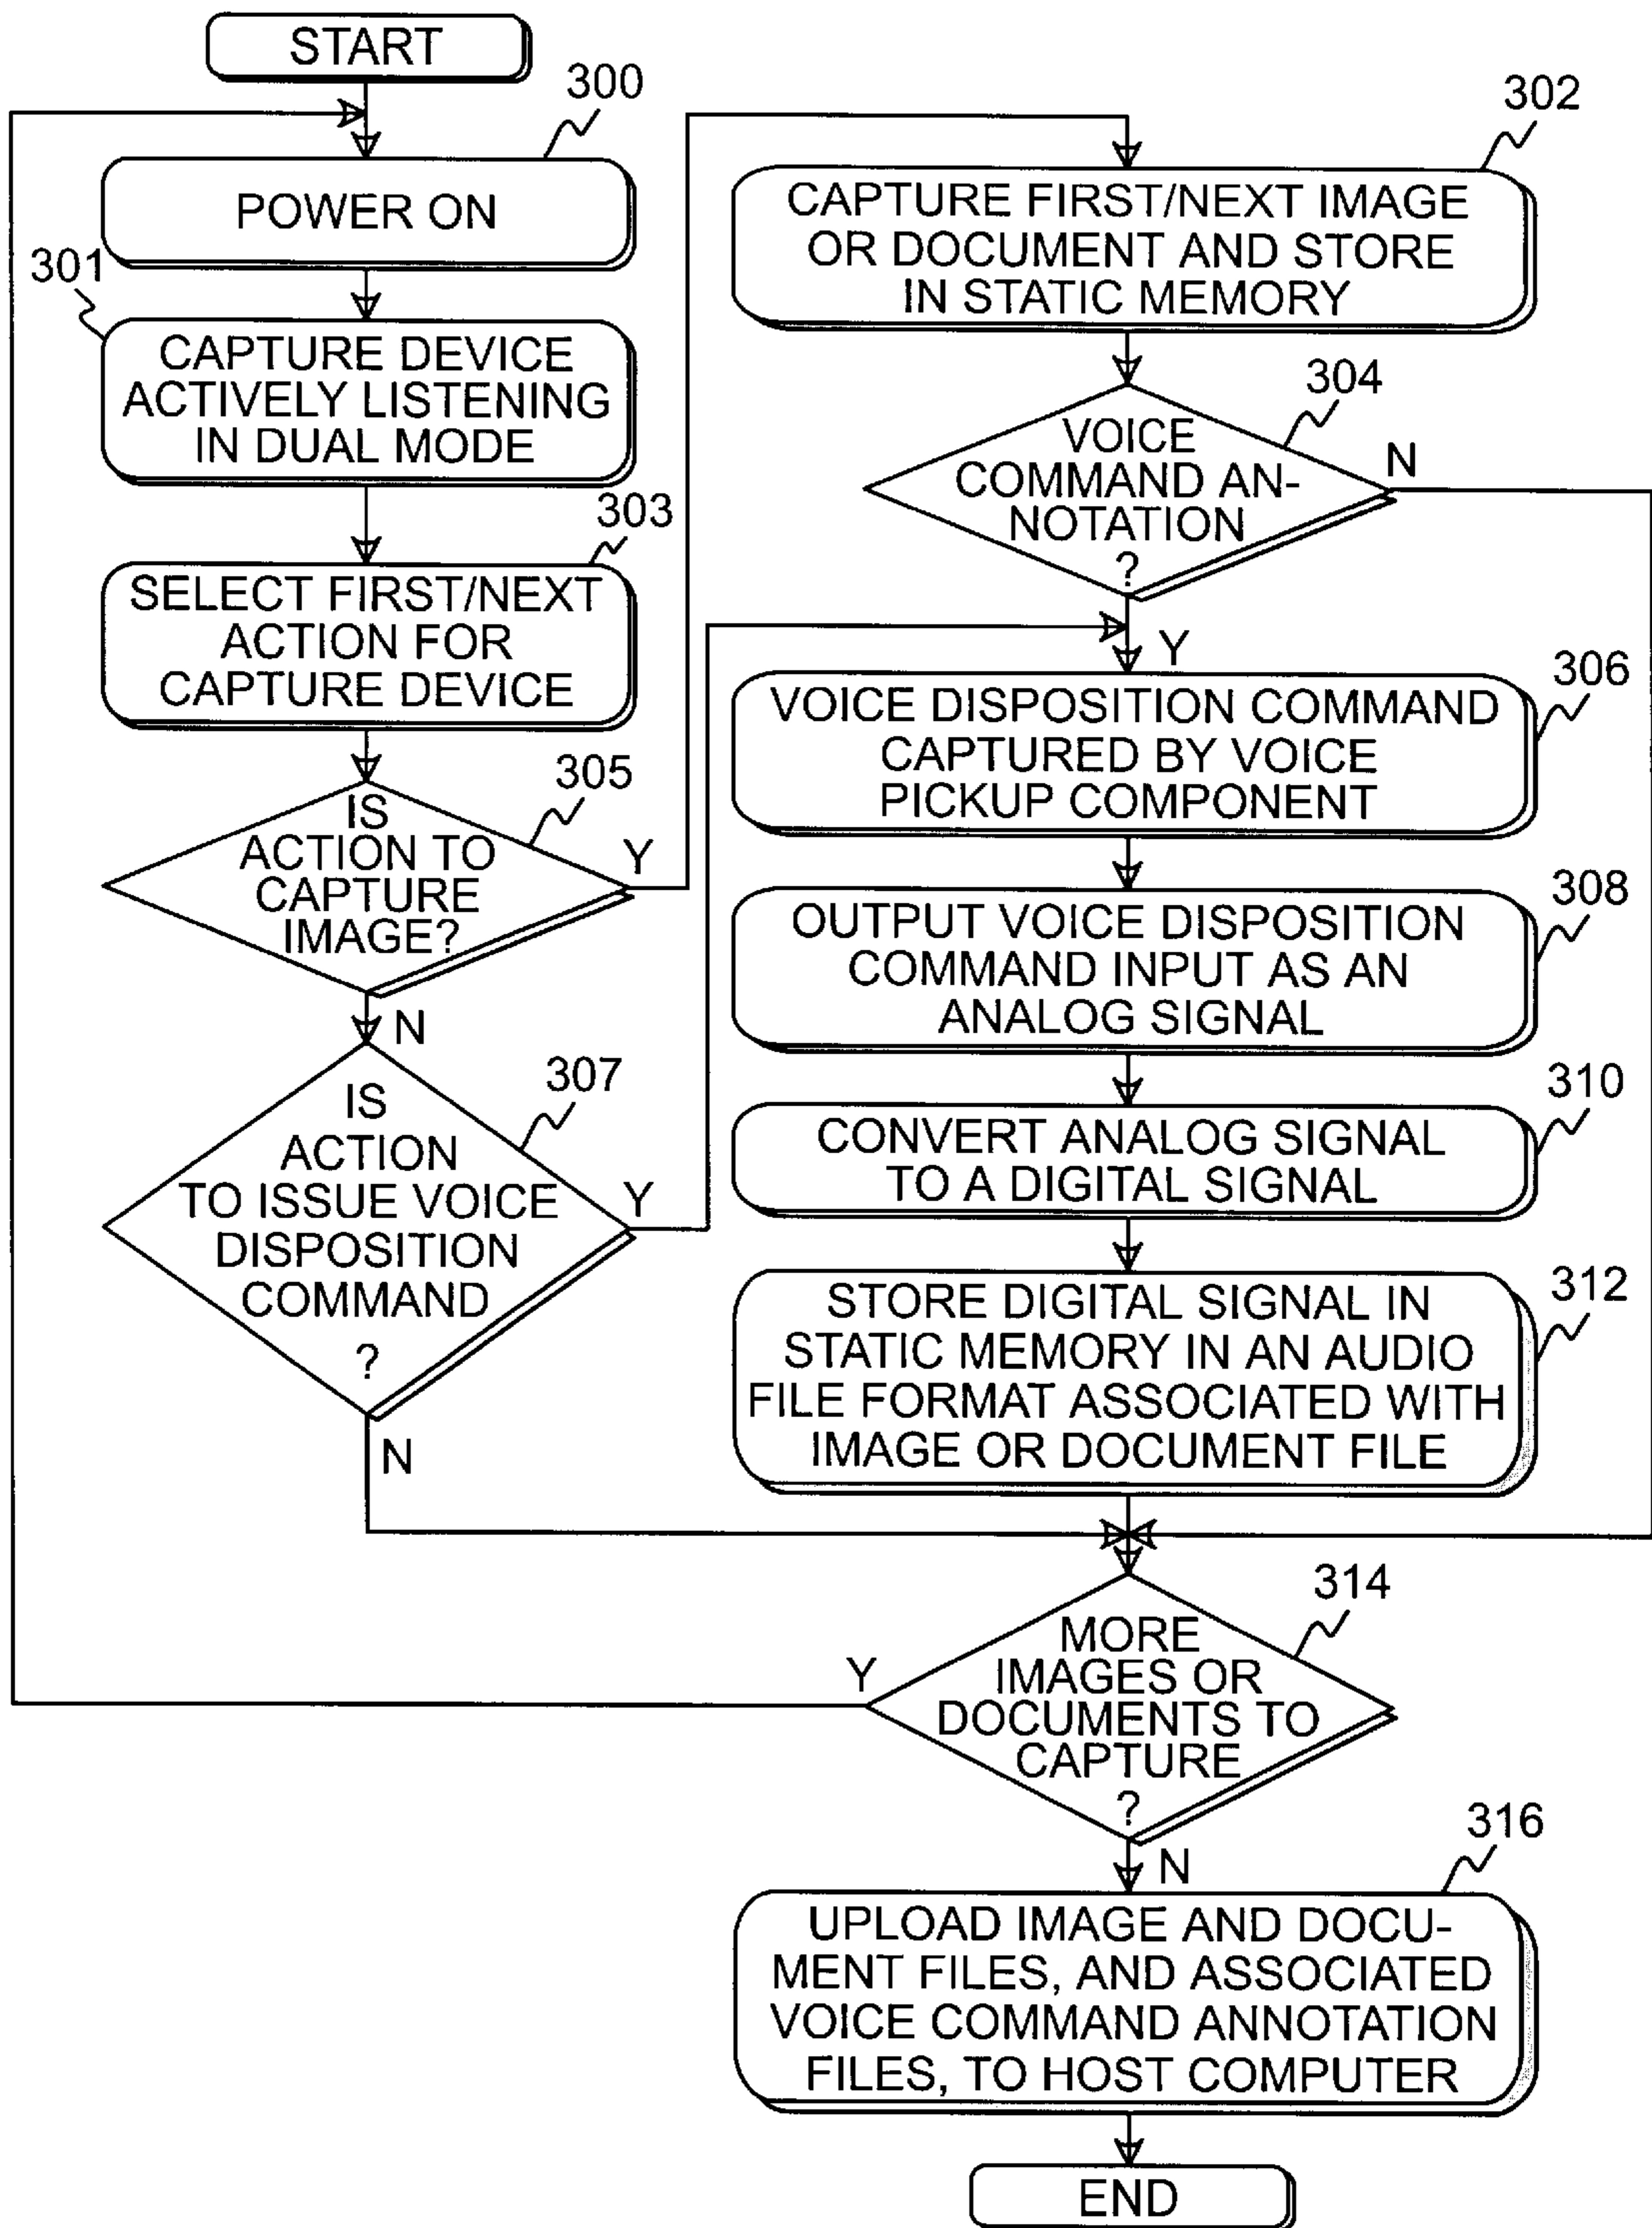 START
300
POWER ON
301
CAPTURE DEVICE
ACTIVELY LISTENING
IN DUAL MODE
303
SELECT FIRST/NEXT
ACTION FOR
CAPTURE DEVICE
305
IS
ACTION TO
CAPTURE
IMAGE?
Y
N
307
IS
ACTION
TO ISSUE VOICE
DISPOSITION
COMMAND
?
Y
N
302
CAPTURE FIRST/NEXT IMAGE
OR DOCUMENT AND STORE
IN STATIC MEMORY
304
VOICE
COMMAND AN-
NOTATION
?
N
Y
306
VOICE DISPOSITION COMMAND
CAPTURED BY VOICE
PICKUP COMPONENT
308
OUTPUT VOICE DISPOSITION
COMMAND INPUT AS AN
ANALOG SIGNAL
310
CONVERT ANALOG SIGNAL
TO A DIGITAL SIGNAL
312
STORE DIGITAL SIGNAL IN
STATIC MEMORY IN AN AUDIO
FILE FORMAT ASSOCIATED WITH
IMAGE OR DOCUMENT FILE
314
MORE
IMAGES OR
DOCUMENTS TO
CAPTURE
?
Y
N
316
UPLOAD IMAGE AND DOCU-
MENT FILES, AND ASSOCIATED
VOICE COMMAND ANNOTATION
FILES, TO HOST COMPUTER
END